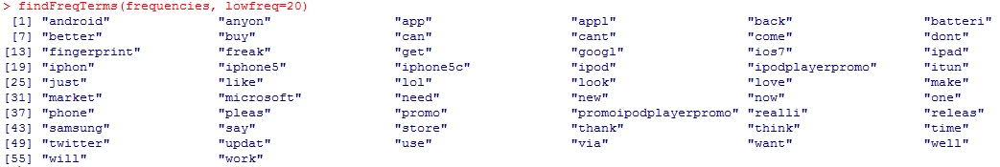 > findFreqTerms(frequencies, lowfreq=20)
[1] "android" "anyon" "app" "appl" "back" "batteri"
[7] "better" "buy" "can" "cant" "come" "dont"
[13] "fingerprint" "freak" "get" "googl" "ios7" "ipad"
[19] "iphon" "iphone5" "iphone5c" "ipod" "ipodplayerpromo" "itun"
[25] "just" "like" "lol" "look" "love" "make"
[31] "market" "microsoft" "need" "new" "now" "one"
[37] "phone" "pleas" "promo" "promoipodplayerpromo" "realli" "releas"
[43] "samsung" "say" "store" "thank" "think" "time"
[49] "twitter" "updat" "use" "via" "want" "well"
[55] "will" "work"